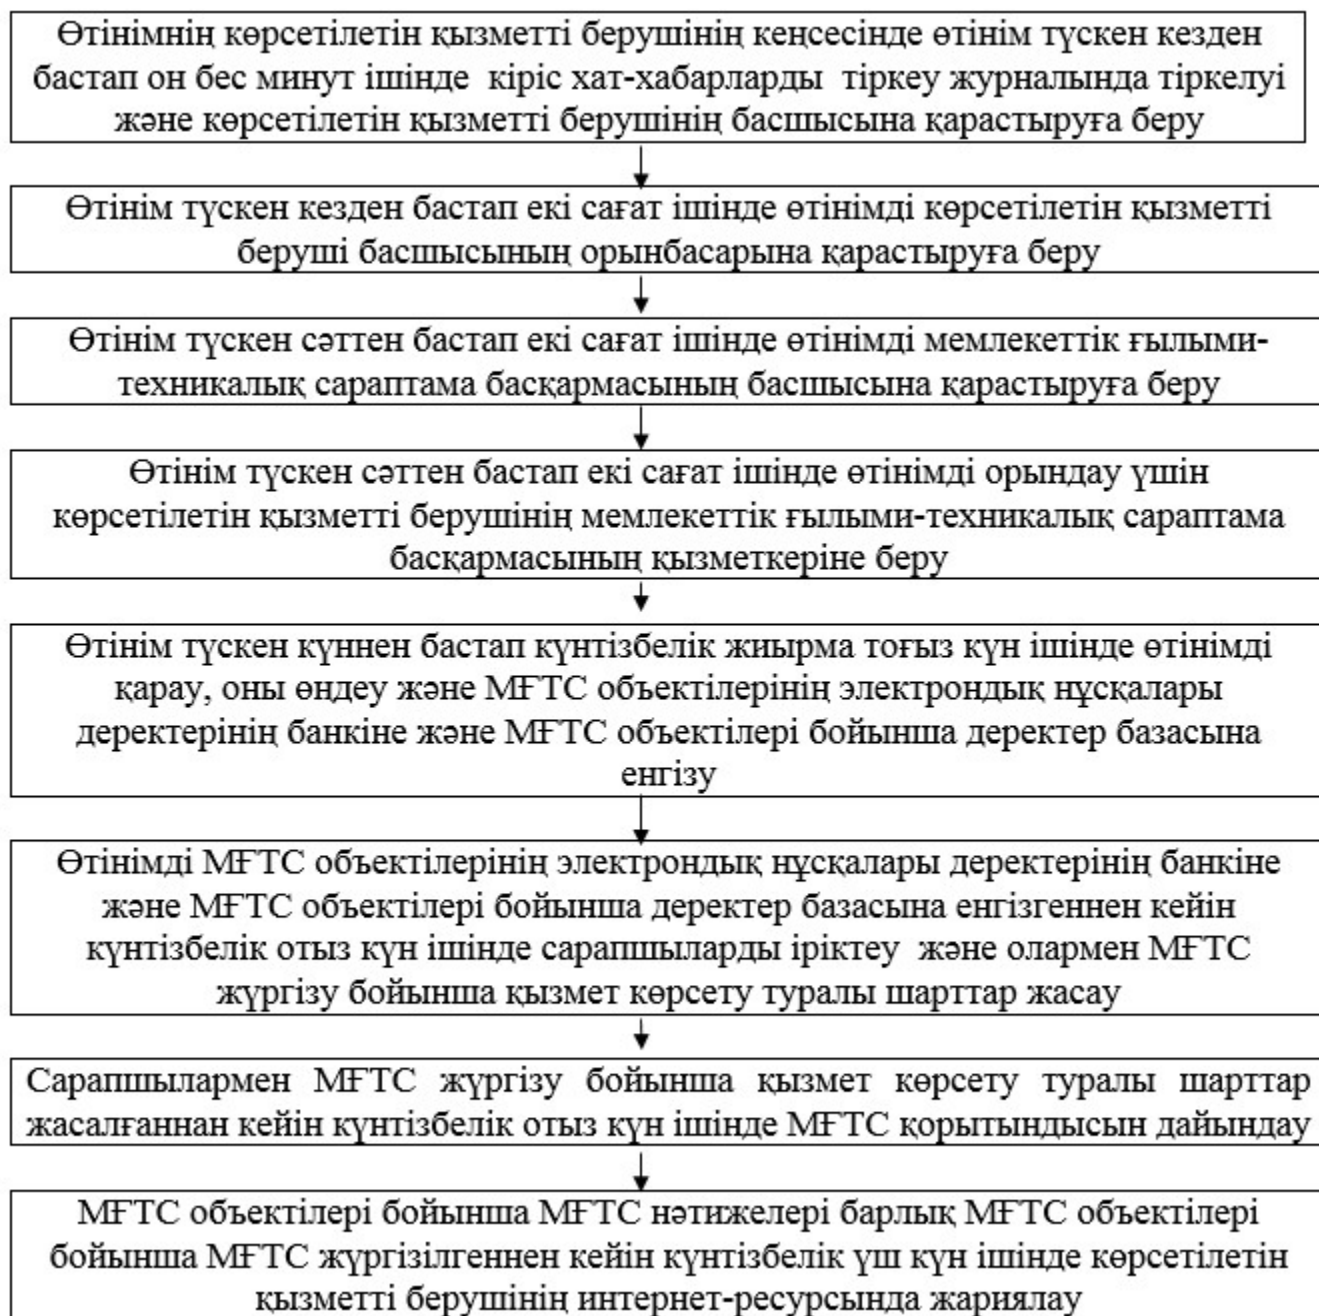 Өтінімнің көрсетілетін қызметті берушінің кеңсесінде өтінім түскен кезден
бастап он бес минут ішінде кіріс хат-хабарларды тіркеу журналында тіркелуі
және көрсетілетін қызметті берушінің басшысына қарастыруға беру
Өтінім түскен кезден бастап екі сағат ішінде өтінімді көрсетілетін қызметті
беруші басшысының орынбасарына қарастыруға беру
Өтінім түскен сәттен бастап екі сағат ішінде өтінімді мемлекеттік ғылыми-
техникалық сараптама басқармасының басшысына қарастыруға беру
Өтінім түскен сәттен бастап екі сағат ішінде өтінімді орындау үшін
көрсетілетін қызметті берушінің мемлекеттік ғылыми-техникалық сараптама
басқармасының қызметкеріне беру
Өтінім түскен күннен бастап күнтізбелік жиырма тоғыз күн ішінде өтінімді
қарау, оны өңдеу және МҒТС объектілерінің электрондық нұсқалары
деректерінің банкіне және МҒТС объектілері бойынша деректер базасына
енгізу
Өтінімді МҒТС объектілерінің электрондық нұсқалары деректерінің банкіне
және МҒТС объектілері бойынша деректер базасына енгізгеннен кейін
күнтізбелік отыз күн ішінде сарапшыларды іріктеу және олармен МҒТС
жүргізу бойынша қызмет көрсету туралы шарттар жасау
Сарапшылармен МҒТС жүргізу бойынша қызмет көрсету туралы шарттар
жасалғаннан кейін күнтізбелік отыз күн ішінде МҒТС қорытындысын дайындау
МҒТС объектілері бойынша МҒТС нәтижелері барлық МҒТС объектілері
бойынша МҒТС жүргізілгеннен кейін күнтізбелік үш күн ішінде көрсетілетін
қызметті берушінің интернет-ресурсында жариялау